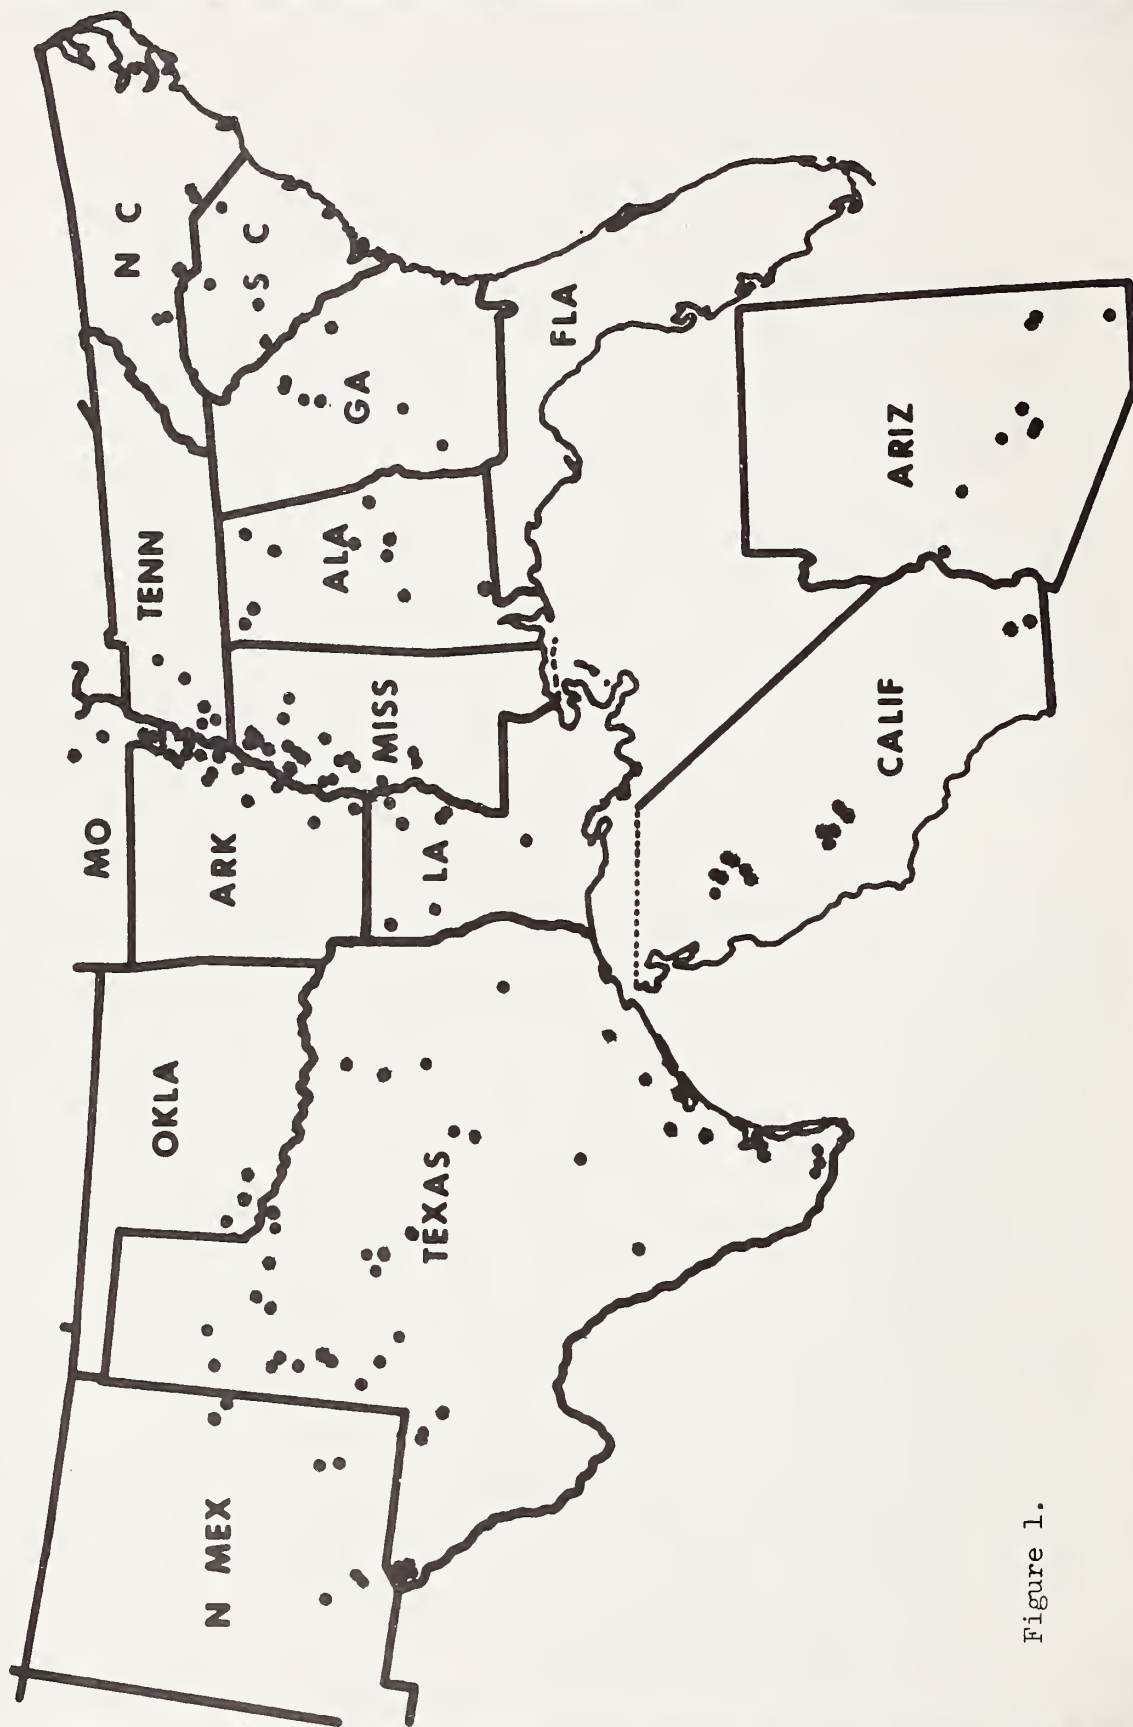 N MEX
OKLA
TEXAS
MO
ARK
LA
TENN
MISS
ALA
GA
N C
S C
FLA
CALIF
ARIZ
Figure 1.